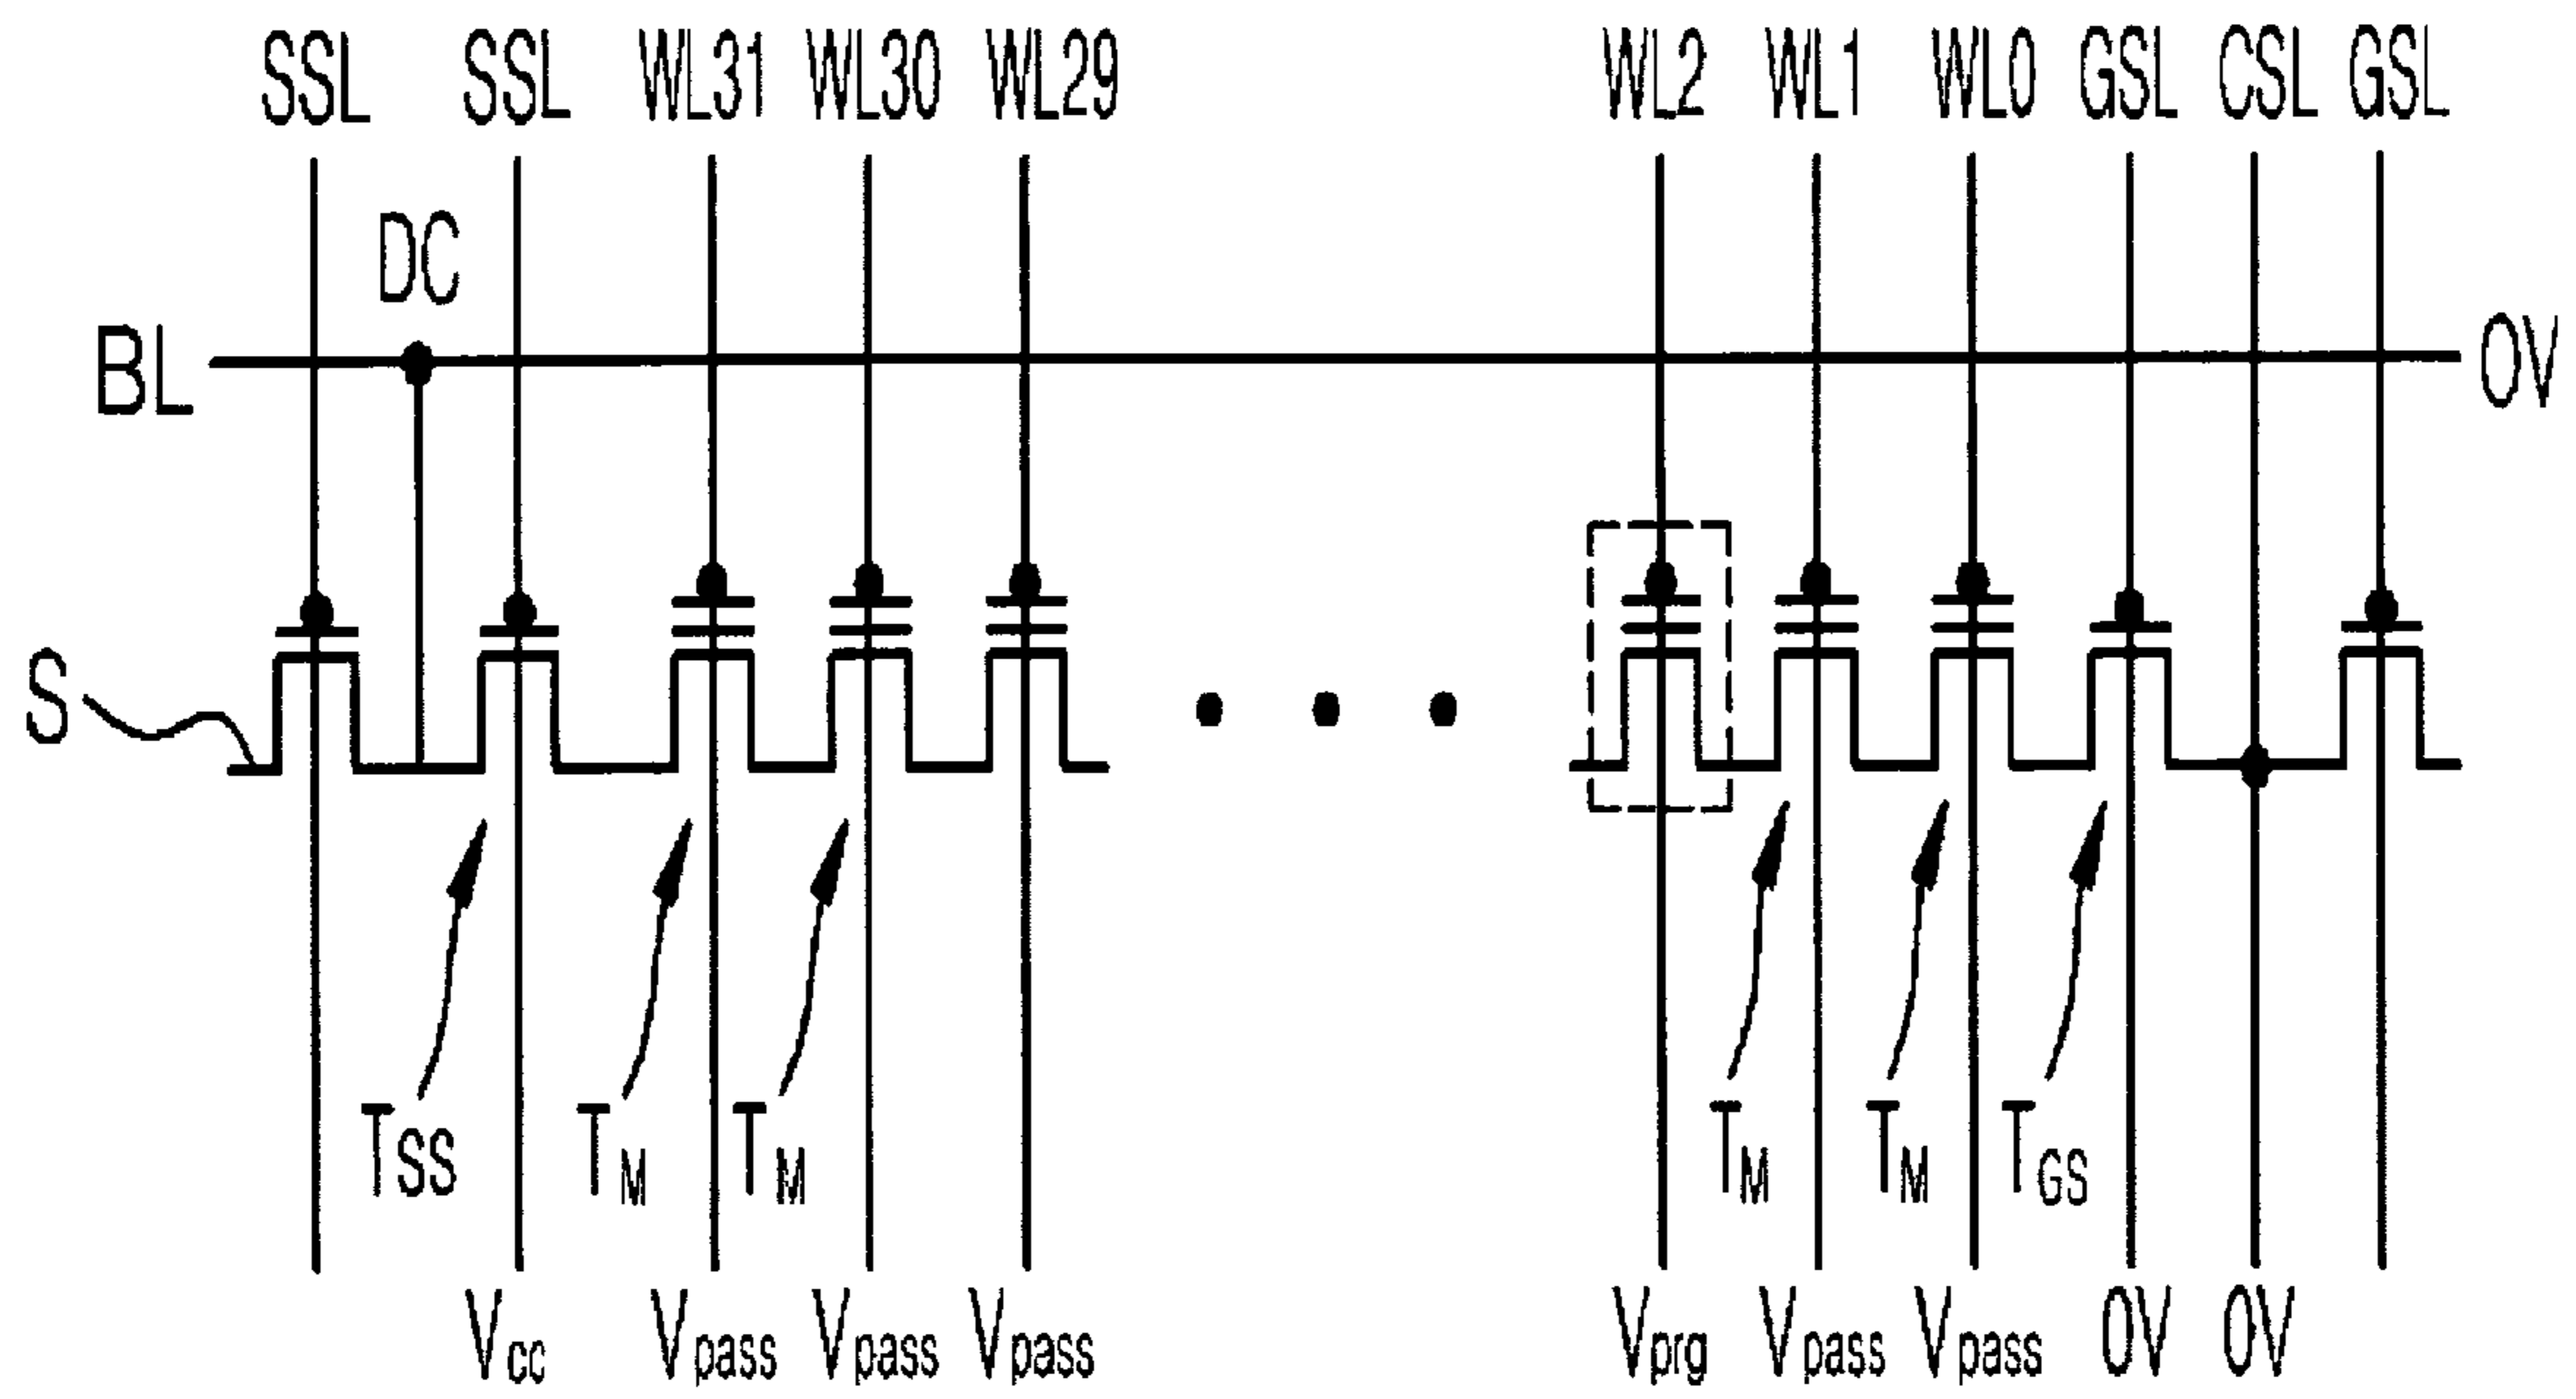 SSL SSL WL31 WL30 WL29 WL2 WL1 WL0 GSL CSL GSL
DC
BL 0V
S
TSS TM TM TM TM TGS
Vcc Vpass Vpass Vpass Vprg Vpass Vpass 0V 0V